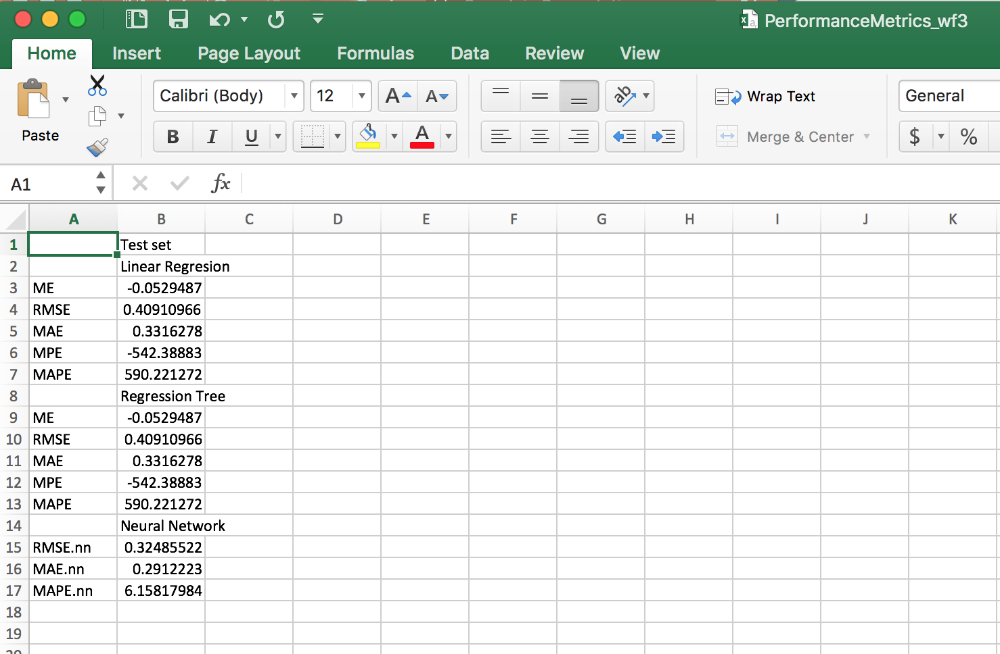 PerformanceMetrics_wf3
Home Insert Page Layout Formulas Data Review View
Calibri (Body) 12 A A ab Wrap Text General
Paste B I U A Merge & Center $ %
A1 fx
A B C D E F G H I J K
1 Test set
2 Linear Regresion
3 ME -0.0529487
4 RMSE 0.40910966
5 MAE 0.3316278
6 MPE -542.38883
7 MAPE 590.221272
8 Regression Tree
9 ME -0.0529487
10 RMSE 0.40910966
11 MAE 0.3316278
12 MPE -542.38883
13 MAPE 590.221272
14 Neural Network
15 RMSE.nn 0.32485522
16 MAE.nn 0.2912223
17 MAPE.nn 6.15817984
18
19
20